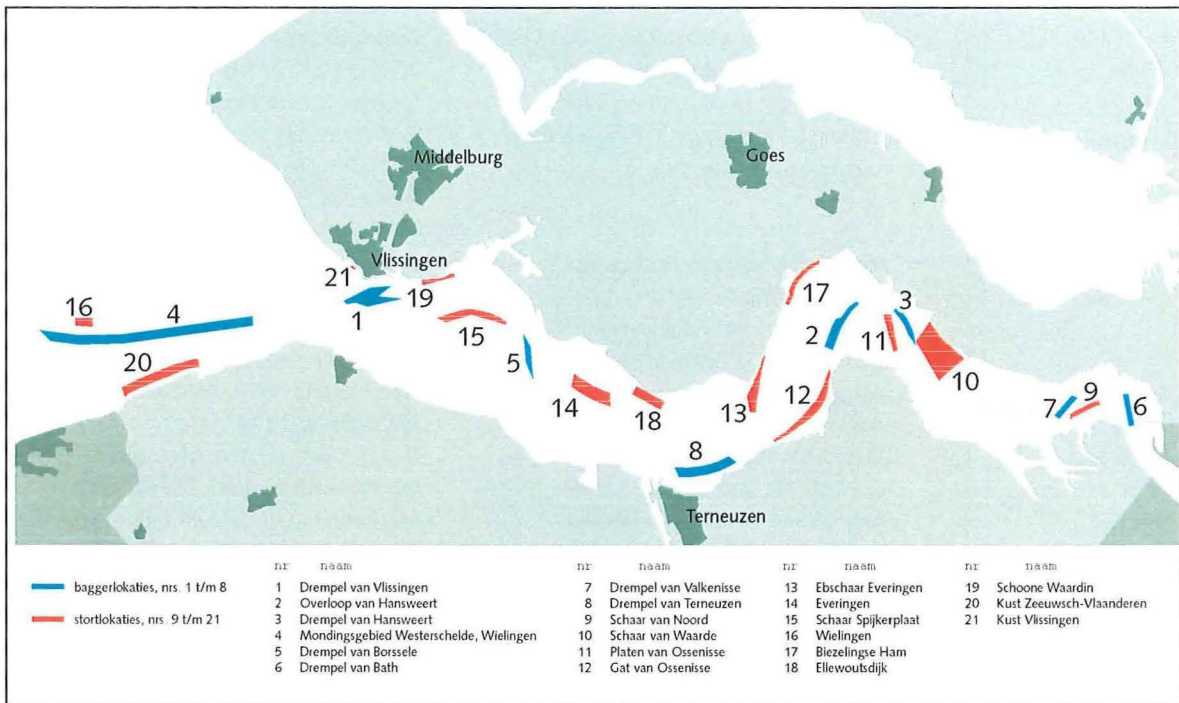 Middelburg
Goes
Vlissingen
21
16
4
19
1
17
3
2
15
11
20
5
10
12
14
18
13
7
9
6
8
Terneuzen
baggerlokaties, nrs. 1 t/m 8
stortlokaties, nrs. 9 t/m 21
nr naam
1 Drempel van Vlissingen
2 Overloop van Hansweert
3 Drempel van Hansweert
4 Mondingsgebied Westerschelde, Wielingen
5 Drempel van Borssele
6 Drempel van Bath
nr naam
7 Drempel van Valkenisse
8 Drempel van Terneuzen
9 Schaar van Noord
10 Schaar van Waarde
11 Platen van Ossenisse
12 Gat van Ossenisse
nr naam
13 Ebschaar Everingen
14 Everingen
15 Schaar Spijkerplaat
16 Wielingen
17 Biezelingse Ham
18 Ellewoutsdijk
nr naam
19 Schoone Waardin
20 Kust Zeeuwsch-Vlaanderen
21 Kust Vlissingen